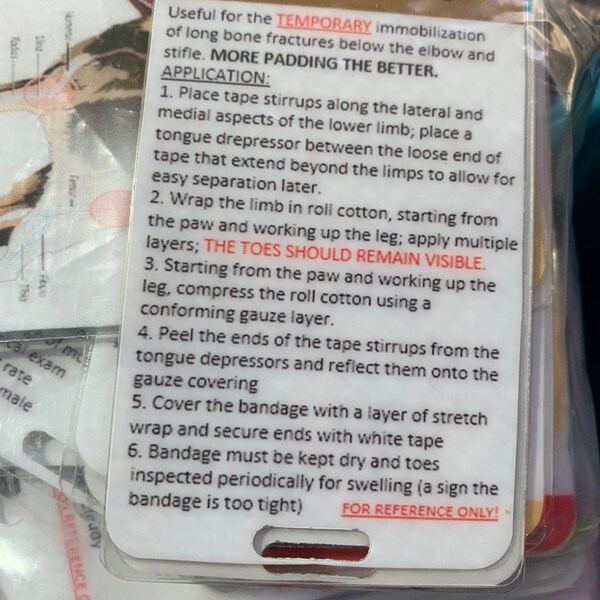 Useful for the TEMPORARY immobilization
of long bone fractures below the elbow and
stifle. MORE PADDING THE BETTER.
APPLICATION:
1. Place tape stirrups along the lateral and
medial aspects of the lower limb; place a
tongue drepressor between the loose end of
tape that extend beyond the limps to allow for
easy separation later.
2. Wrap the limb in roll cotton, starting from
the paw and working up the leg; apply multiple
layers; THE TOES SHOULD REMAIN VISIBLE.
3. Starting from the paw and working up the
leg, compress the roll cotton using a
conforming gauze layer.
4. Peel the ends of the tape stirrups from the
tongue depressors and reflect them onto the
gauze covering
5. Cover the bandage with a layer of stretch
wrap and secure ends with white tape
6. Bandage must be kept dry and toes
inspected periodically for swelling (a sign the
bandage is too tight) FOR REFERENCE ONLY!
Humerus
Ulna
Radius
Femur
exam
rate
male